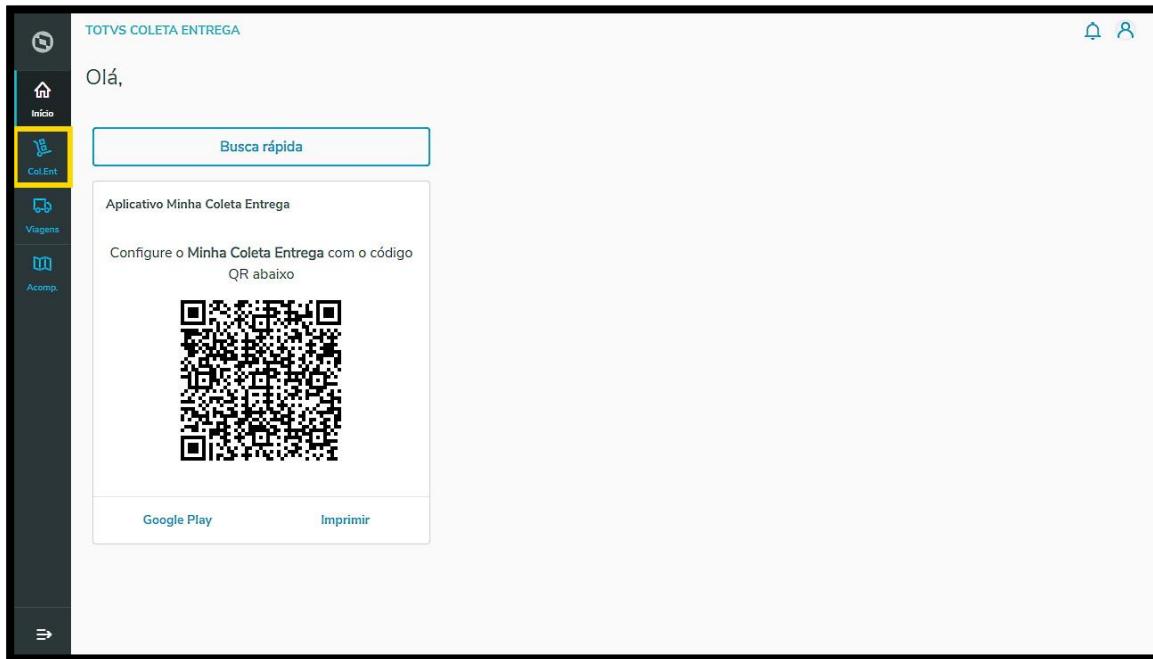 TOTVS COLETA ENTREGA
Olá,
Início
Col.Ent
Viagens
Acomp.
Busca rápida
Aplicativo Minha Coleta Entrega
Configure o Minha Coleta Entrega com o código
QR abaixo
Google Play
Imprimir